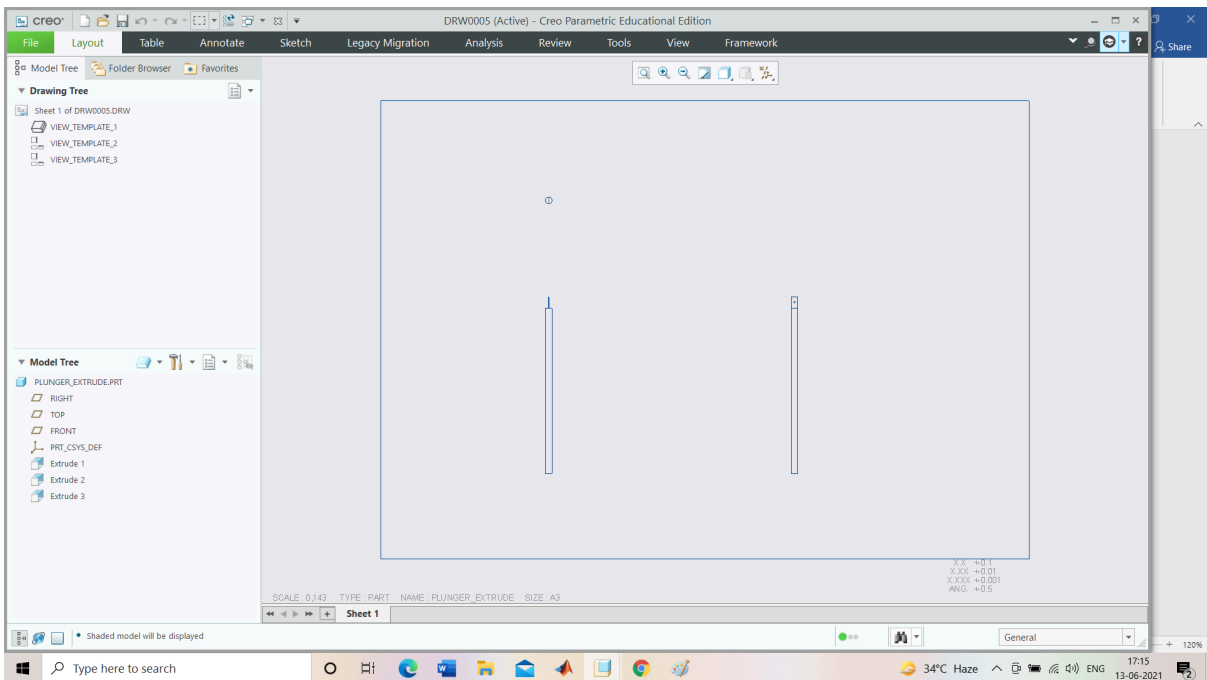 creo® DRW0005 (Active) - Creo Parametric Educational Edition
File Layout Table Annotate Sketch Legacy Migration Analysis Review Tools View Framework ?
Share
Model Tree Folder Browser Favorites
Drawing Tree
Sheet 1 of DRW0005.DRW
VIEW_TEMPLATE_1
VIEW_TEMPLATE_2
VIEW_TEMPLATE_3
Model Tree
PLUNGER_EXTRUDE.PRT
RIGHT
TOP
FRONT
PRT_CSYS_DEF
Extrude 1
Extrude 2
Extrude 3
X.X +-0.1
X.XX +-0.01
X.XXX +-0.001
ANG. +-0.5
SCALE : 0,143 TYPE : PART NAME : PLUNGER_EXTRUDE SIZE : A3
Sheet 1
• Shaded model will be displayed
General
120%
Type here to search
34°C Haze
ENG
17:15
13-06-2021
2